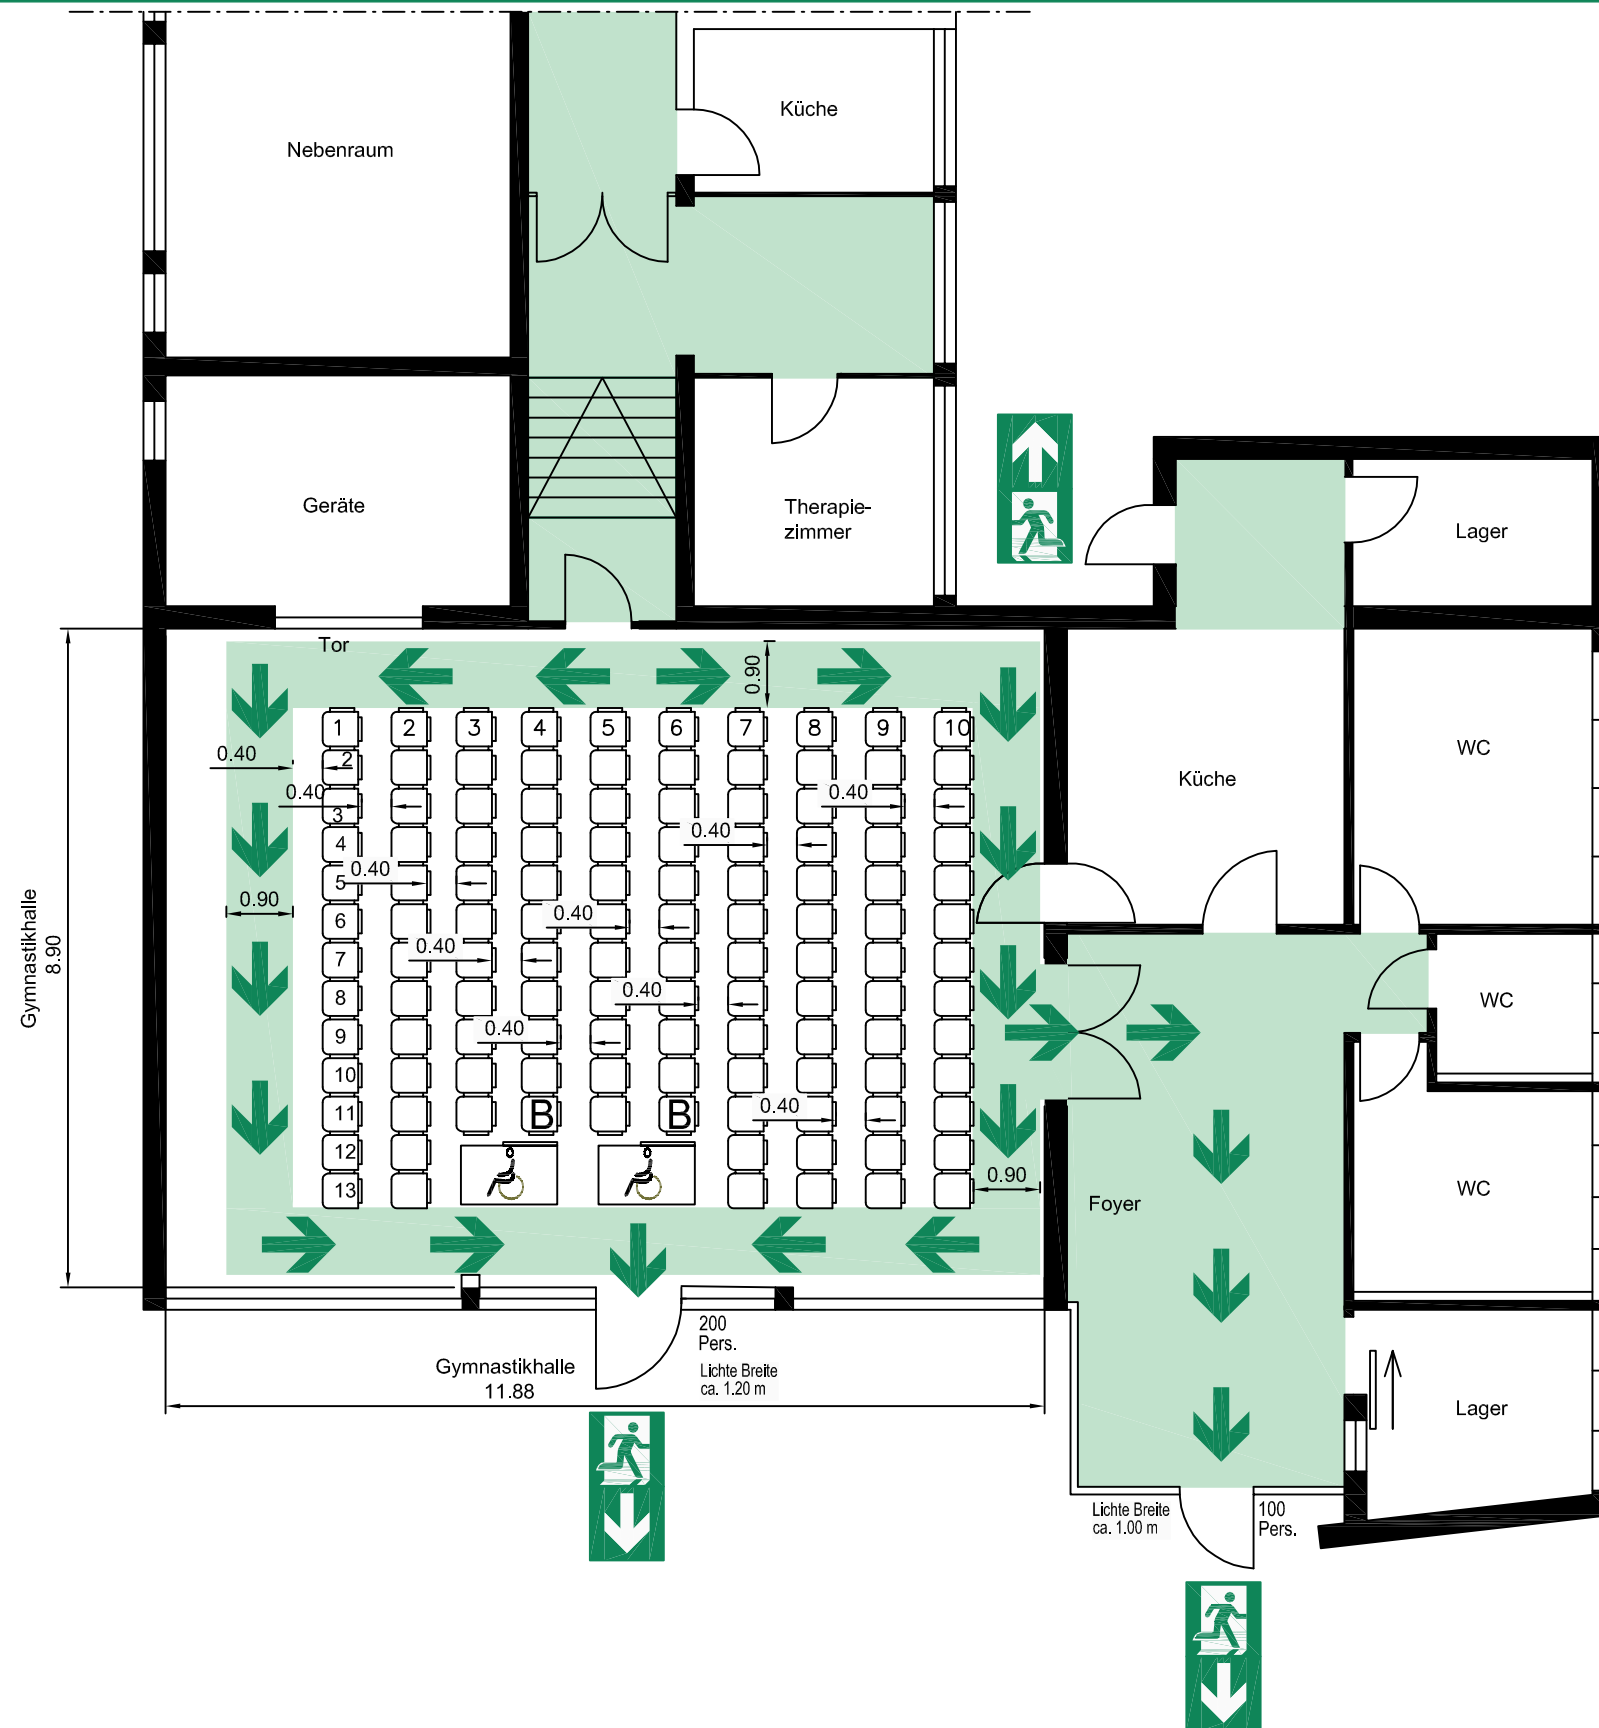 Küche
Nebenraum
Geräte
Therapie-
zimmer
Lager
Tor
0.90
1 2 3 4 5 6 7 8 9 10
2
3
4
5
6
7
8
9
10
11
12
13
0.40
0.40
0.40
0.40
0.40
0.90
0.40
0.40
0.40
0.40
0.40
B B
0.90
Gymnastikhalle
8.90
Küche
WC
WC
WC
Foyer
200
Pers.
Lichte Breite
ca. 1.20 m
Gymnastikhalle
11.88
Lager
Lichte Breite
ca. 1.00 m
100
Pers.